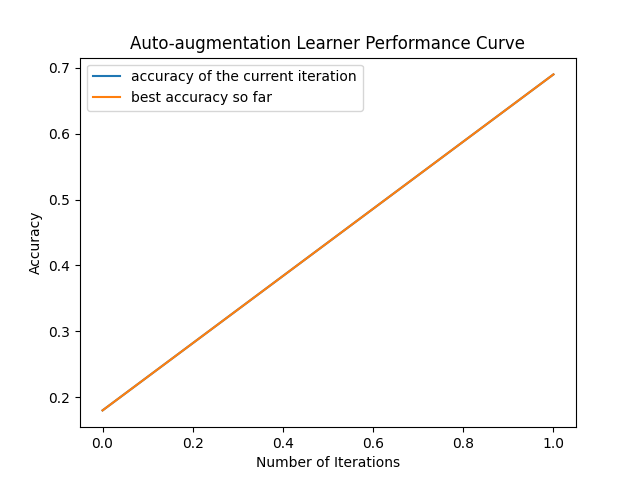 Auto-augmentation Learner Performance Curve
accuracy of the current iteration
best accuracy so far
0.7
0.6
0.5
0.4
0.3
0.2
Accuracy
0.0 0.2 0.4 0.6 0.8 1.0
Number of Iterations